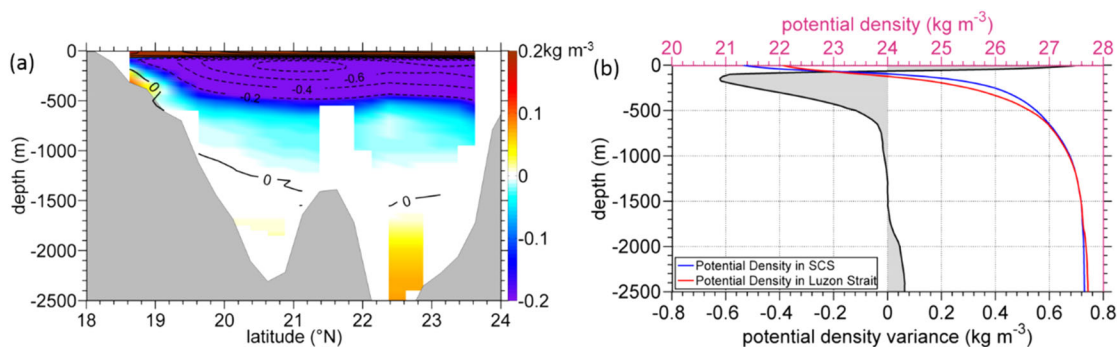 (a)
0
-500
-1000
-1500
-2000
-2500
depth (m)
18 19 20 21 22 23 24
latitude (°N)
0
-0.6
-0.4
-0.2
0
0
0.2kg m⁻³
0.1
0
-0.1
-0.2
potential density (kg m⁻³)
20 21 22 23 24 25 26 27 28
(b)
0
-500
-1000
-1500
-2000
-2500
depth (m)
Potential Density in SCS
Potential Density in Luzon Strait
-0.8 -0.6 -0.4 -0.2 0 0.2 0.4 0.6 0.8
potential density variance (kg m⁻³)